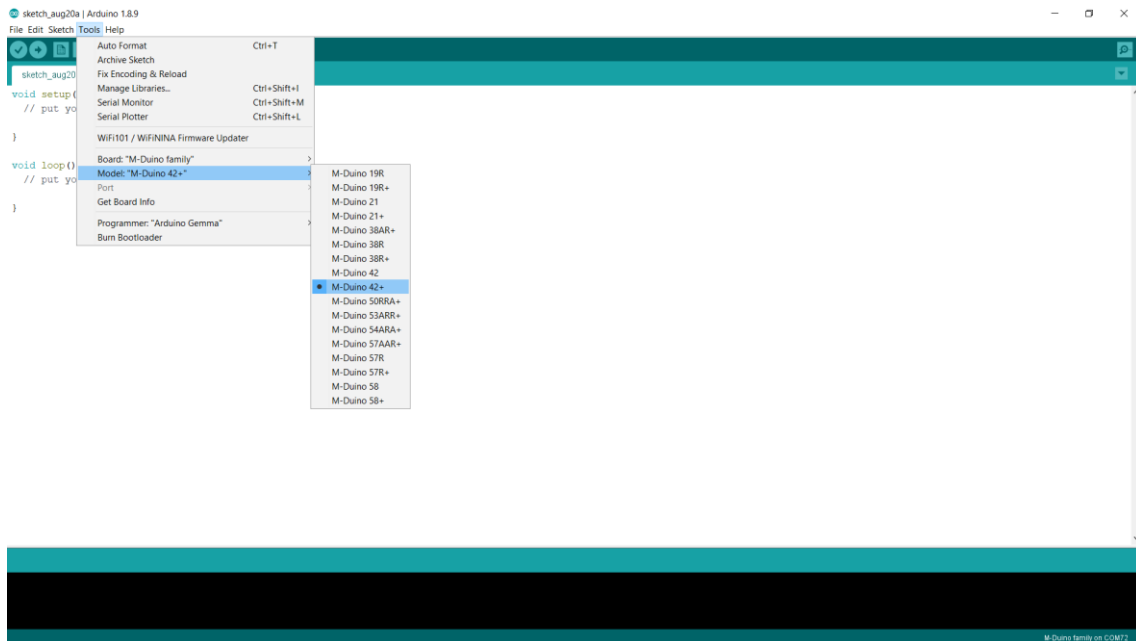 sketch_aug20a | Arduino 1.8.9
File Edit Sketch Tools Help
sketch_aug20
void setup(
// put yo
}
void loop()
// put yo
}
Auto Format Ctrl+T
Archive Sketch
Fix Encoding & Reload
Manage Libraries... Ctrl+Shift+I
Serial Monitor Ctrl+Shift+M
Serial Plotter Ctrl+Shift+L
WiFi101 / WiFiNINA Firmware Updater
Board: "M-Duino family"
Model: "M-Duino 42+"
Port
Get Board Info
Programmer: "Arduino Gemma"
Burn Bootloader
M-Duino 19R
M-Duino 19R+
M-Duino 21
M-Duino 21+
M-Duino 38AR+
M-Duino 38R
M-Duino 38R+
M-Duino 42
M-Duino 42+
M-Duino 50RRA+
M-Duino 53ARR+
M-Duino 54ARA+
M-Duino 57AAR+
M-Duino 57R
M-Duino 57R+
M-Duino 58
M-Duino 58+
M-Duino family on COM72